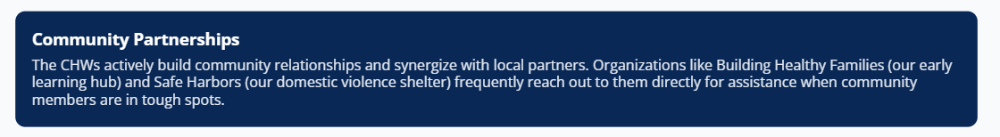 Community Partnerships
The CHWs actively build community relationships and synergize with local partners. Organizations like Building Healthy Families (our early
learning hub) and Safe Harbors (our domestic violence shelter) frequently reach out to them directly for assistance when community
members are in tough spots.